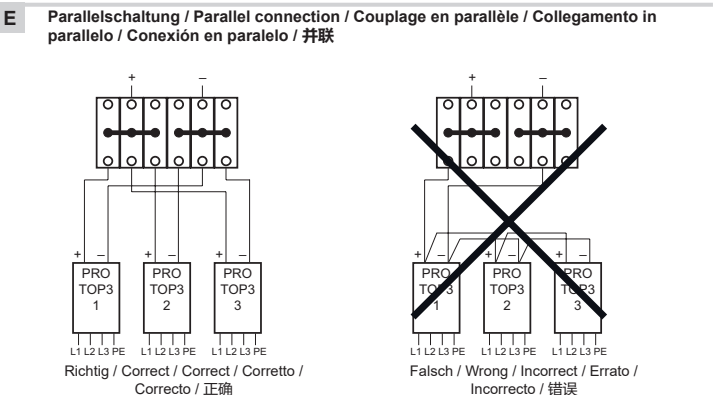 E
Parallelschaltung / Parallel connection / Couplage en parallèle / Collegamento in
parallelo / Conexión en paralelo / 并联
+ –
+ – + – + –
PRO TOP3 1
PRO TOP3 2
PRO TOP3 3
L1 L2 L3 PE L1 L2 L3 PE L1 L2 L3 PE
Richtig / Correct / Correct / Corretto /
Correcto / 正确
+ –
+ – + – + –
PRO TOP3 1
PRO TOP3 2
PRO TOP3 3
L1 L2 L3 PE L1 L2 L3 PE L1 L2 L3 PE
Falsch / Wrong / Incorrect / Errato /
Incorrecto / 错误